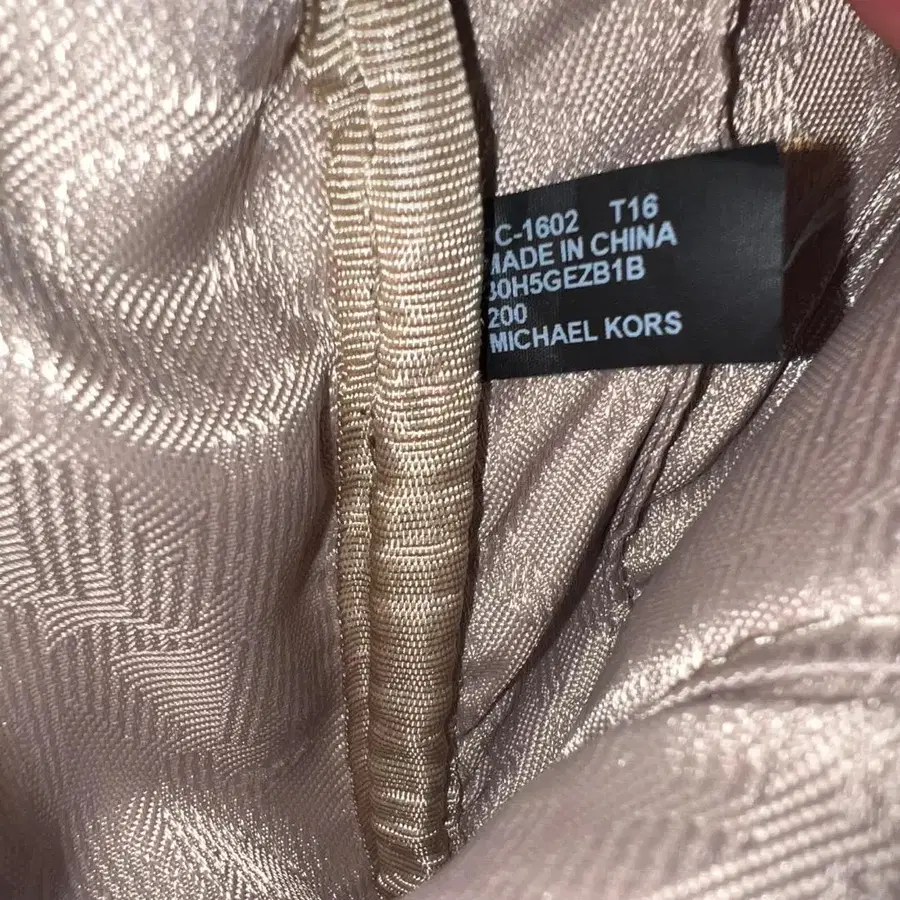 C-1602 T16
MADE IN CHINA
30H5GEZB1B
200
MICHAEL KORS